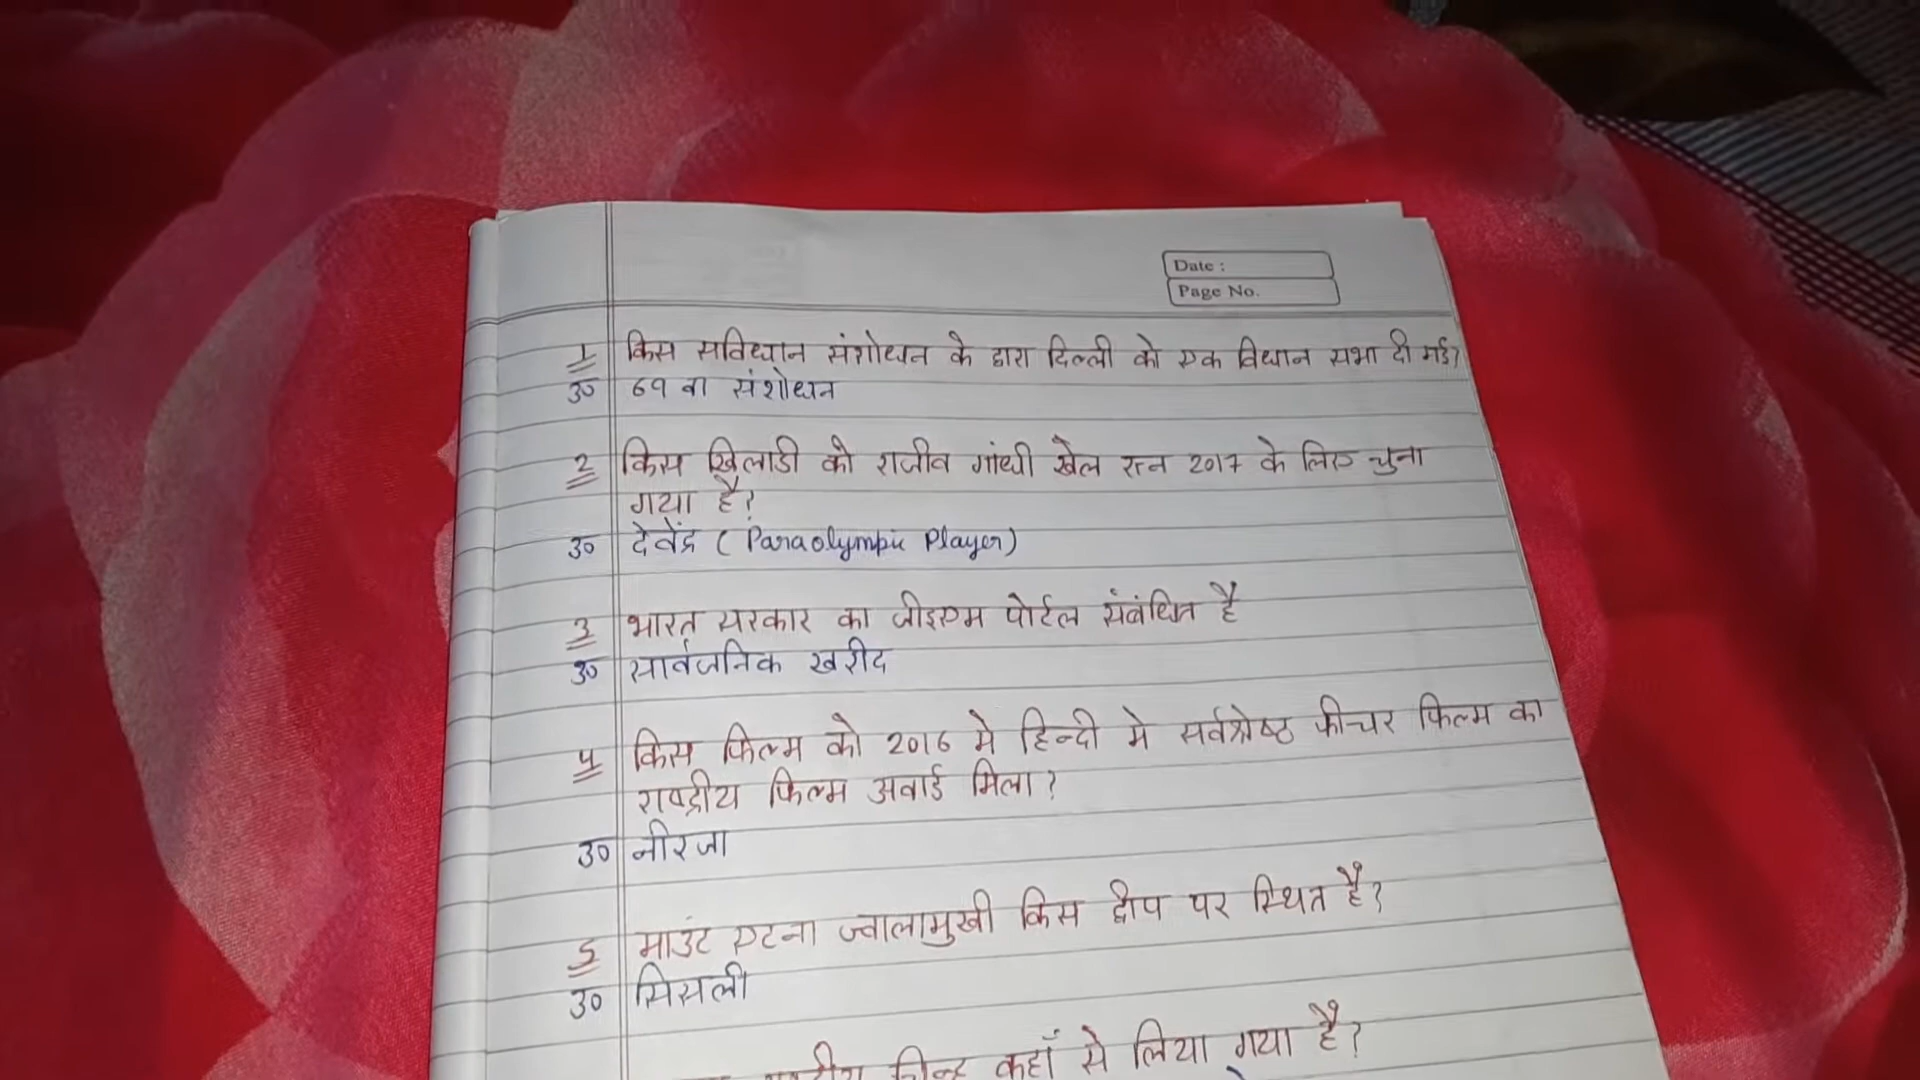 Date :
Page No.
1 किस सविधान संशोधन के द्वारा दिल्ली को एक विधान सभा दी गई?
उ० 69 वा संशोधन
2 किस खिलाडी को राजीव गांधी खेल रत्न 2017 के लिए चुना
गया है?
उ० देवेंद्र ( Paraolympic Player)
3 भारत सरकार का जीइएम पोर्टल संबंधित है
उ० सार्वजनिक खरीद
4 किस फिल्म को 2016 मे हिन्दी मे सर्वश्रेष्ठ फीचर फिल्म का
राष्ट्रीय फिल्म अवार्ड मिला?
उ० नीरजा
5 माउंट एटना ज्वालामुखी किस द्वीप पर स्थित है?
उ० सिसली
कहाँ से लिया गया है?